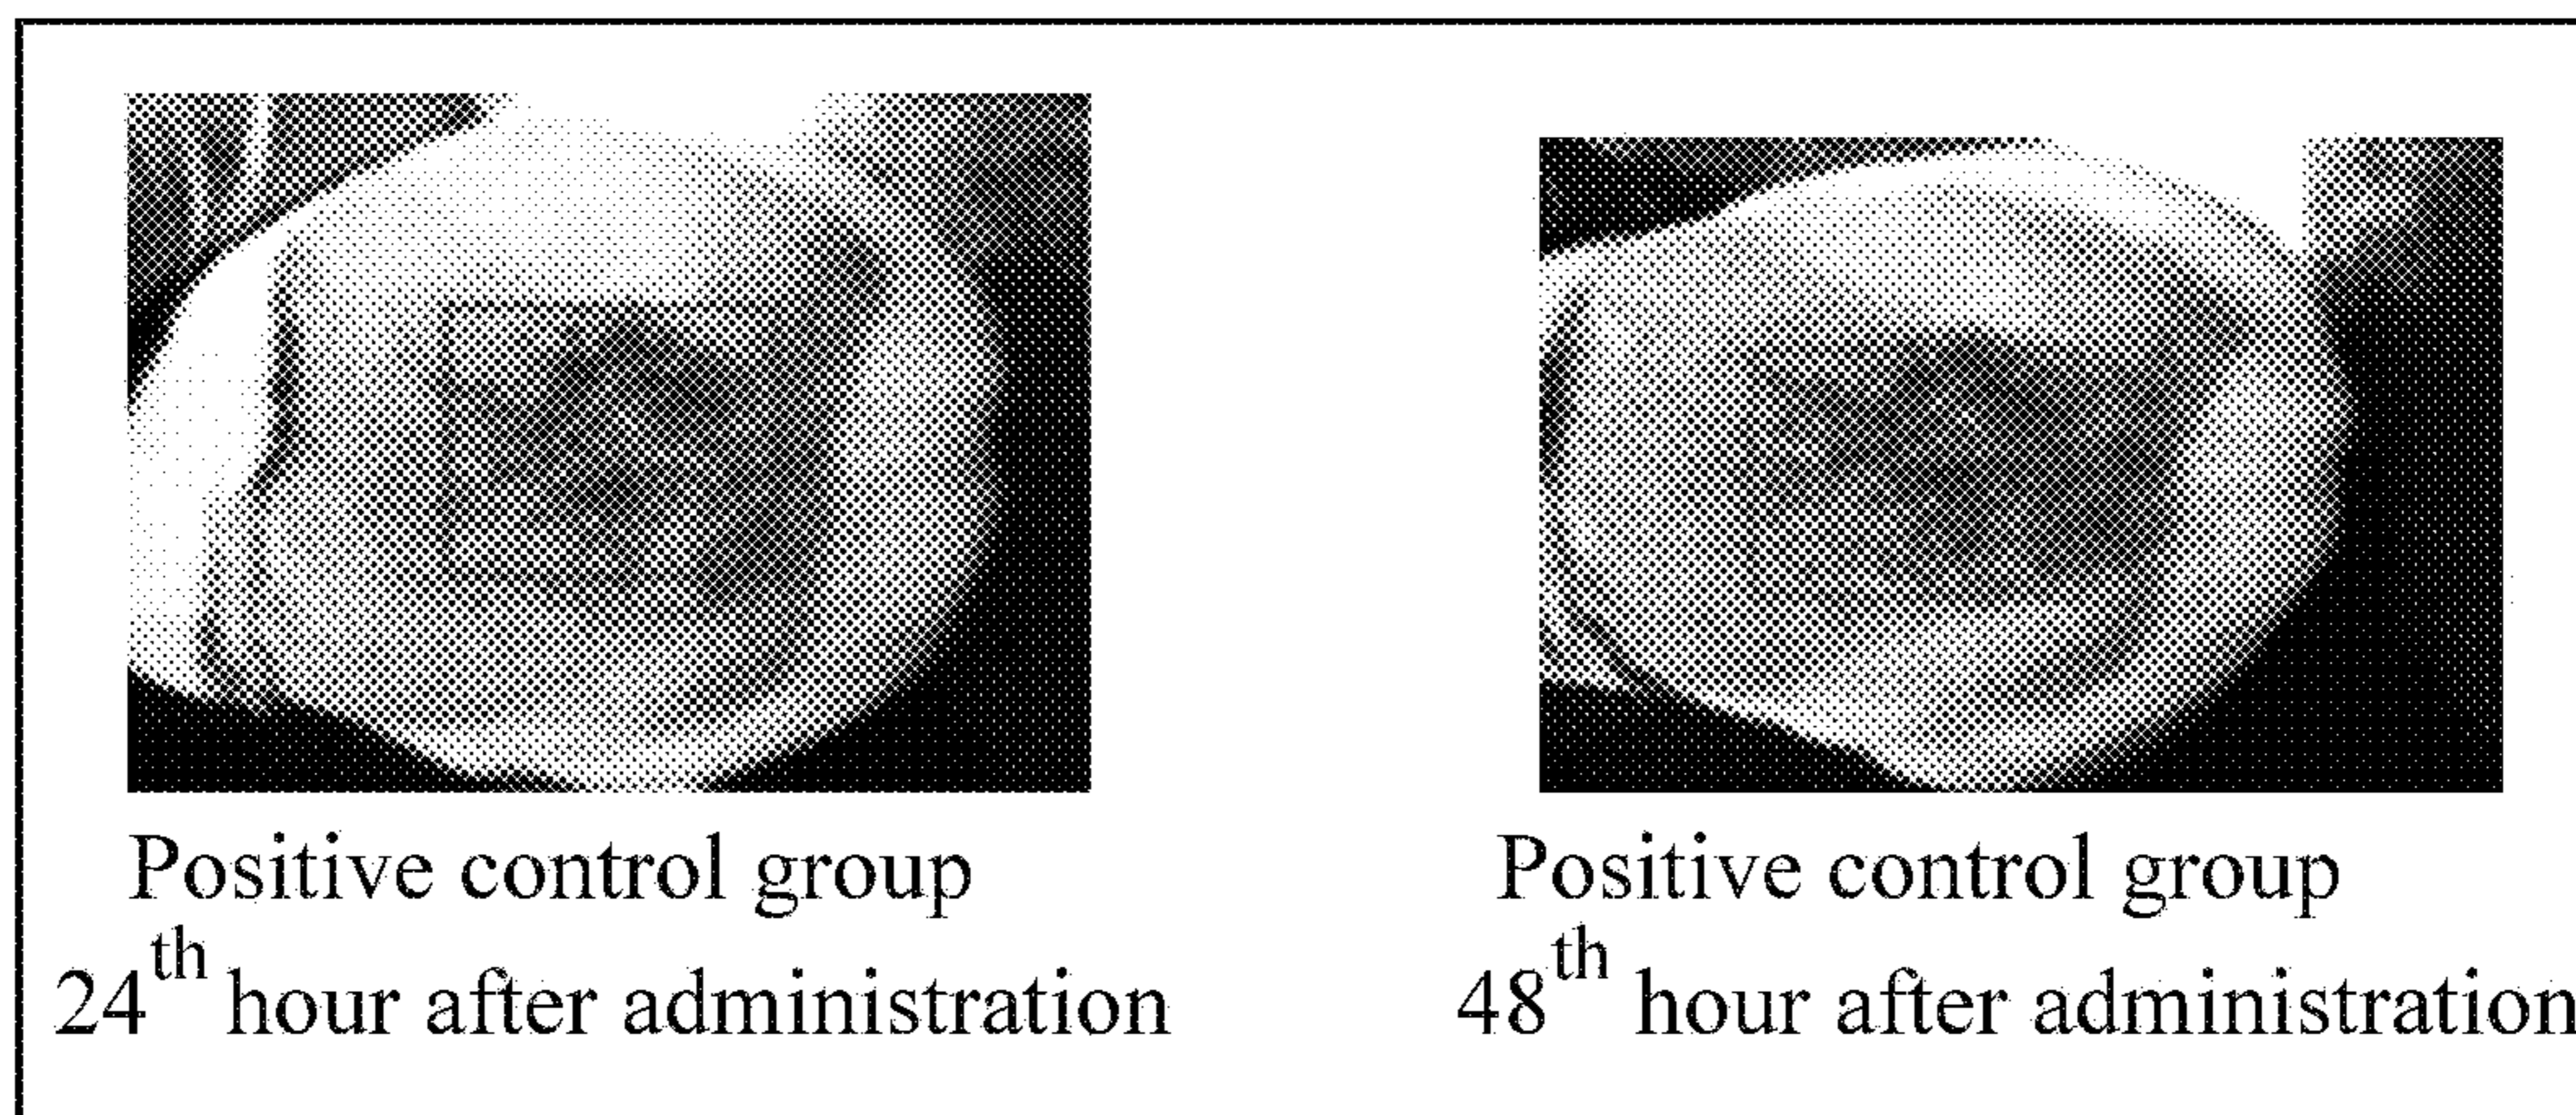 Positive control group
24th hour after administration
Positive control group
48th hour after administration